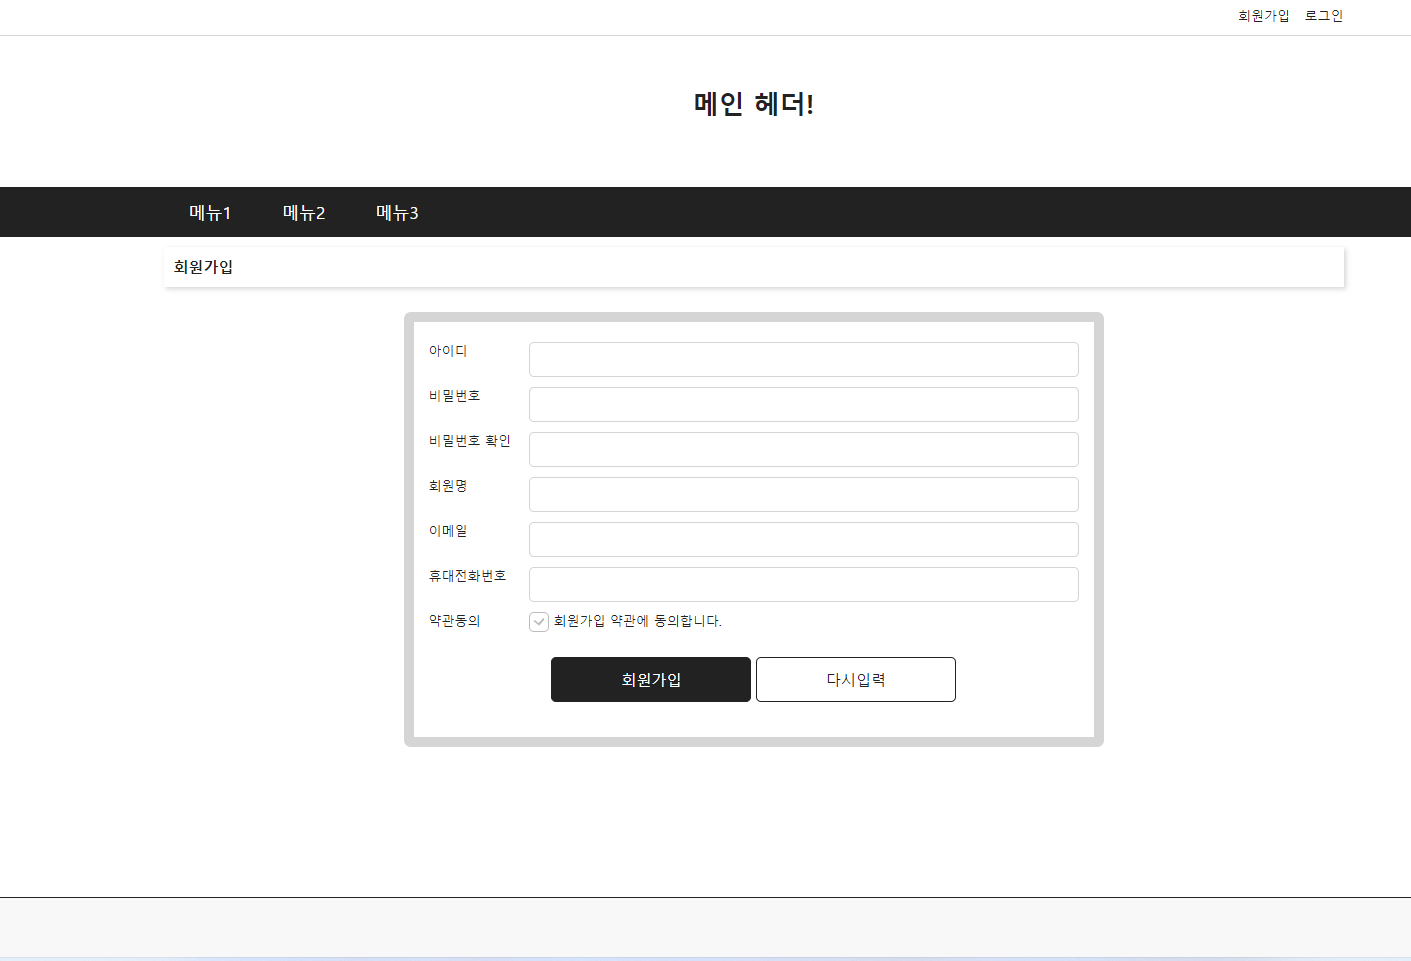 회원가입 로그인
메인 헤더!
메뉴1 메뉴2 메뉴3
회원가입
아이디
비밀번호
비밀번호 확인
회원명
이메일
휴대전화번호
약관동의 회원가입 약관에 동의합니다.
회원가입 다시입력